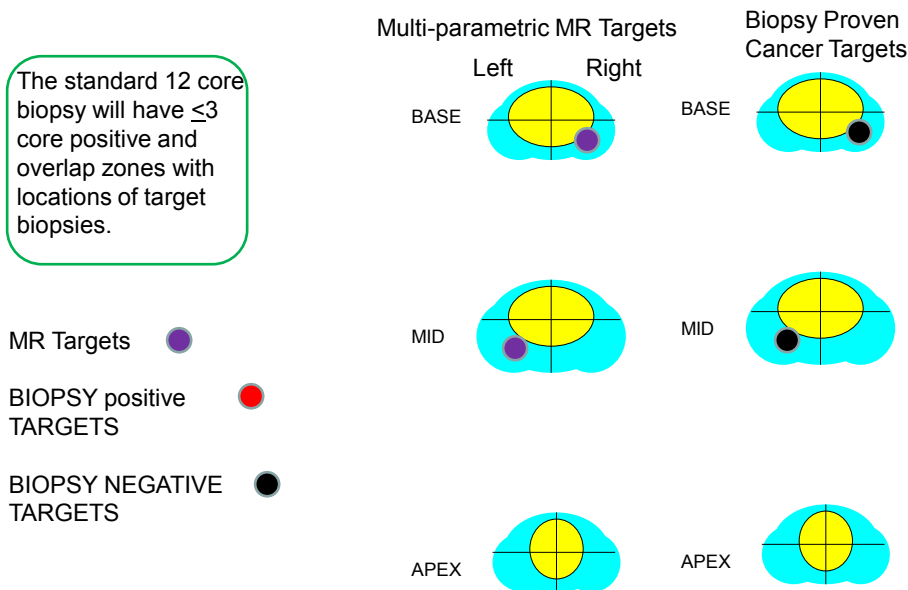 Multi-parametric MR Targets
Biopsy Proven
Cancer Targets
Left
Right
The standard 12 core
biopsy will have <3
core positive and
overlap zones with
locations of target
biopsies.
BASE
BASE
MR Targets
MID
MID
BIOPSY positive
TARGETS
BIOPSY NEGATIVE
TARGETS
APEX
APEX